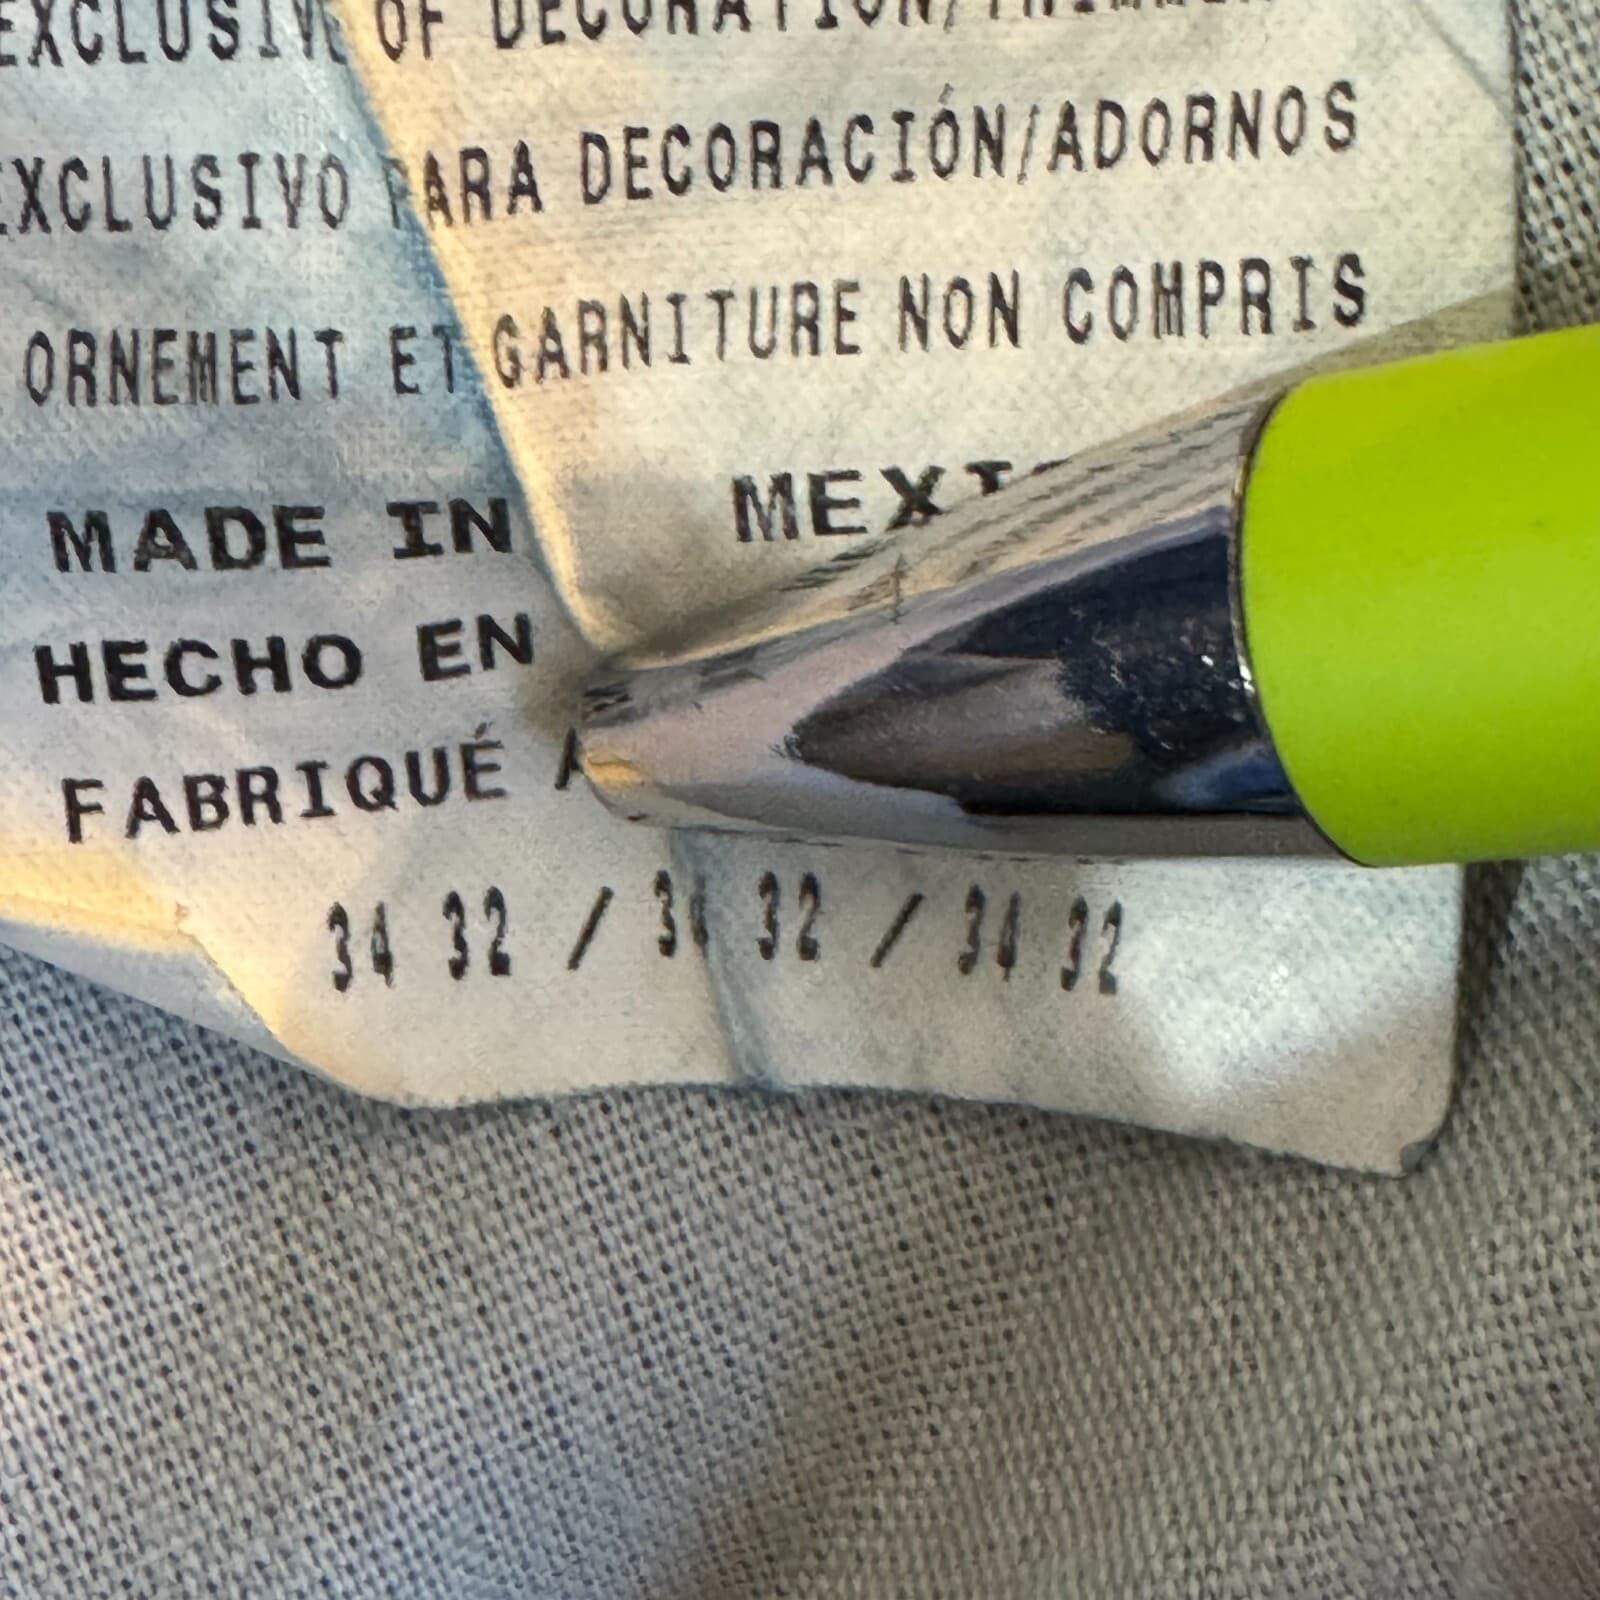 EXCLUSIVE OF DECORATION/
EXCLUSIVO PARA DECORACIÓN/ADORNOS
ORNEMENT ET GARNITURE NON COMPRIS
MADE IN
HECHO EN
FABRIQUÉ
34 32 / 34 32 / 34 32